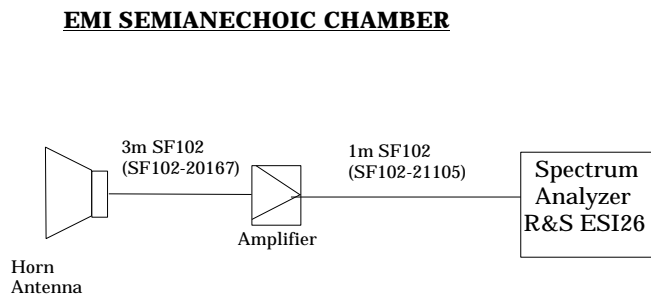 EMI SEMIANECHOIC CHAMBER
3m SF102
(SF102-20167)
1m SF102
(SF102-21105)
Spectrum
Analyzer
R&S ESI26
Amplifier
Horn
Antenna